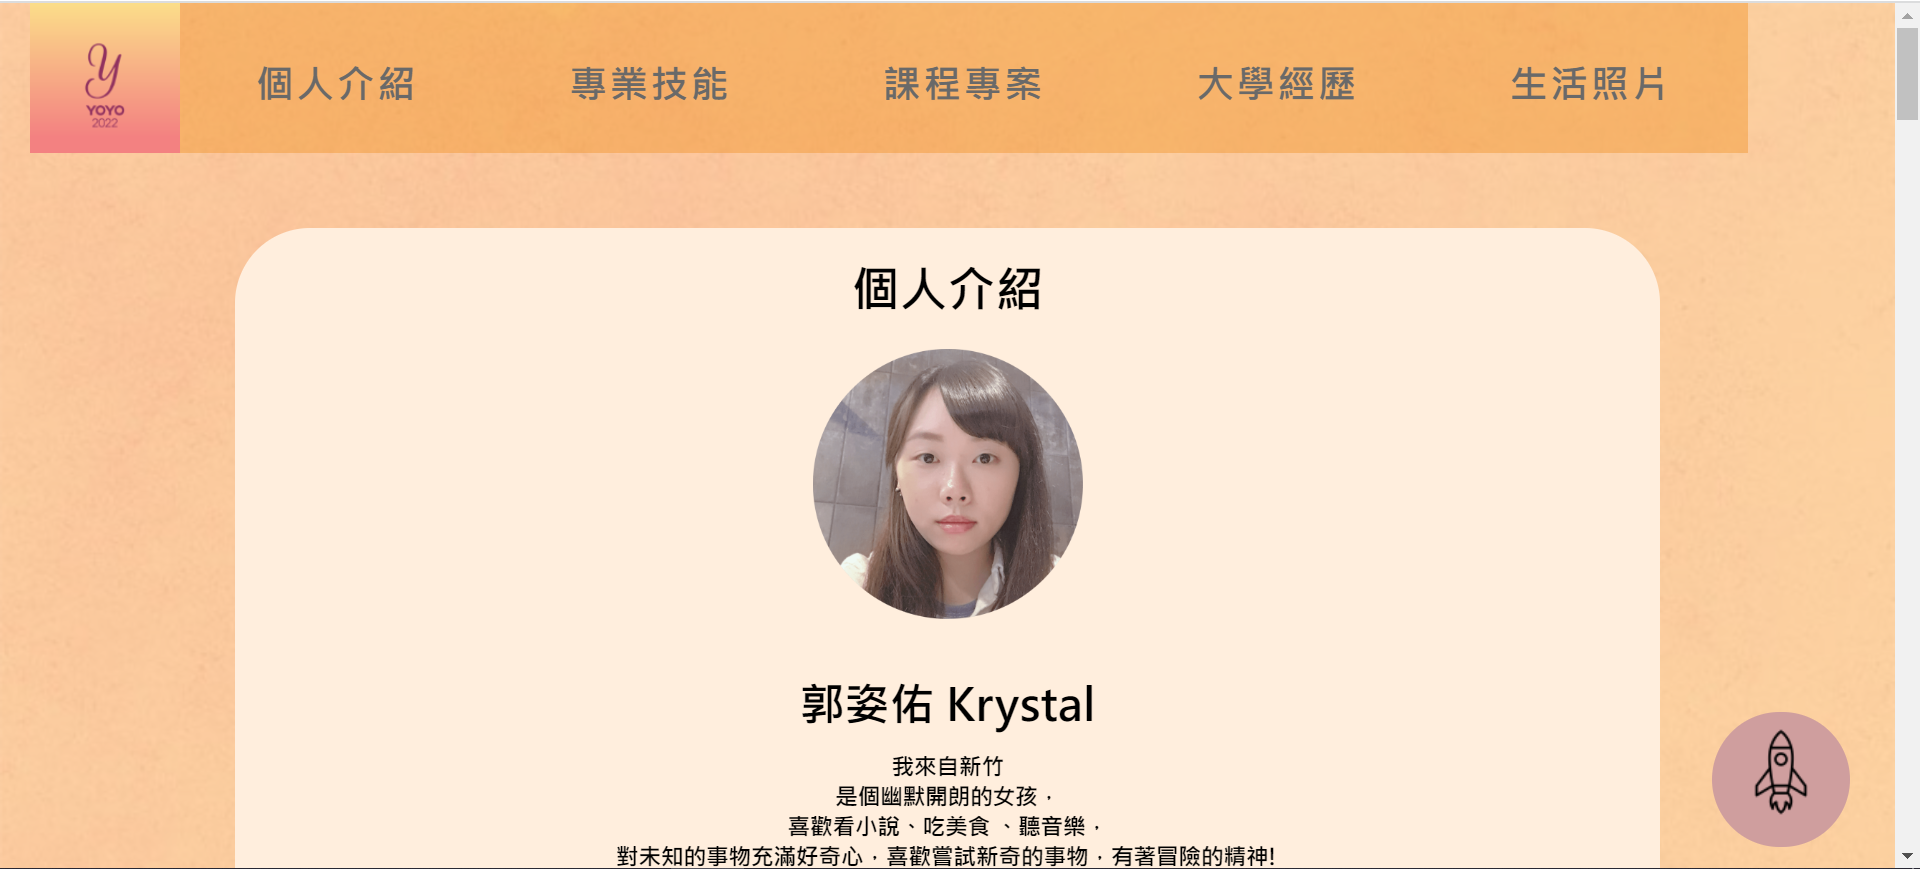 y
YOYO
2022
個人介紹 專業技能 課程專案 大學經歷 生活照片
個人介紹
郭姿佑 Krystal
我來自新竹
是個幽默開朗的女孩，
喜歡看小說、吃美食 、聽音樂，
對未知的事物充滿好奇心，喜歡嘗試新奇的事物，有著冒險的精神!